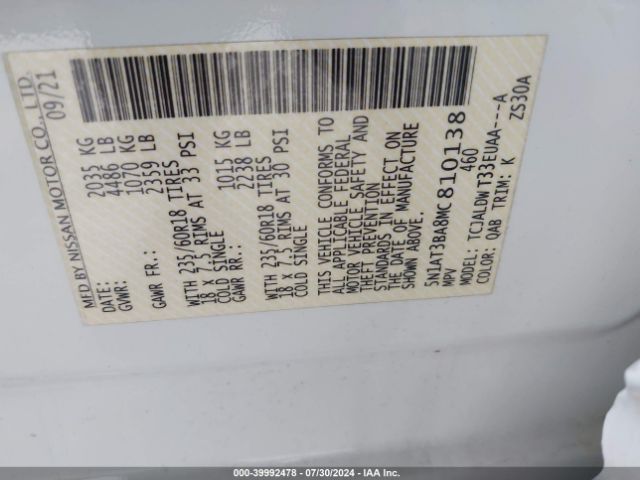 MFD BY NISSAN MOTOR CO., LTD.
DATE: 09/21
GVWR: 2035 KG
4486 LB
GAWR FR.: 1070 KG
2359 LB
WITH 235/60R18 TIRES
18 X 7.5 RIMS AT 33 PSI
COLD SINGLE
GAWR RR.: 1015 KG
2238 LB
WITH 235/60R18 TIRES
18 X 7.5 RIMS AT 30 PSI
COLD SINGLE
THIS VEHICLE CONFORMS TO
ALL APPLICABLE FEDERAL
MOTOR VEHICLE SAFETY AND
THEFT PREVENTION
STANDARDS IN EFFECT ON
THE DATE OF MANUFACTURE
SHOWN ABOVE.
5N1AT3BA8MC810138
MPV 460
MODEL: TCJALDWT33EUAA---A
COLOR: QAB TRIM: K ZS30A
000-39992478 - 07/30/2024 - IAA Inc.